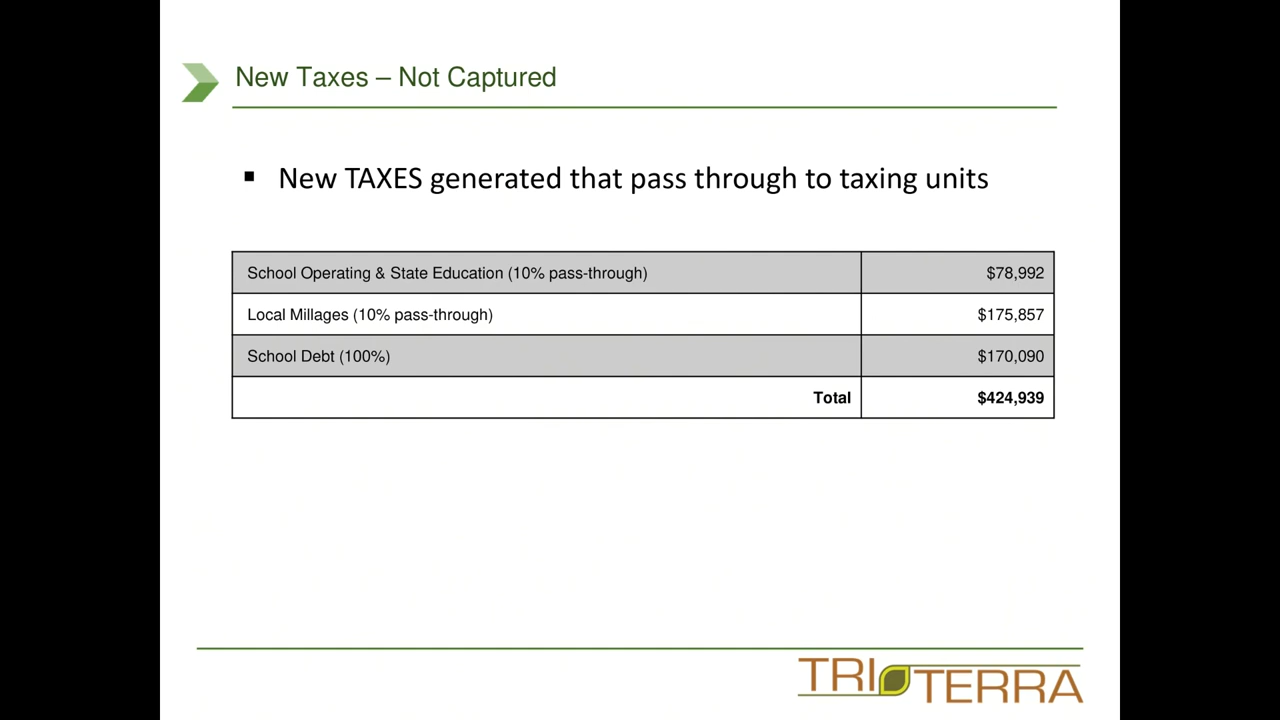 New Taxes – Not Captured
▪ New TAXES generated that pass through to taxing units
School Operating & State Education (10% pass-through) $78,992
Local Millages (10% pass-through) $175,857
School Debt (100%) $170,090
Total $424,939
TRI TERRA